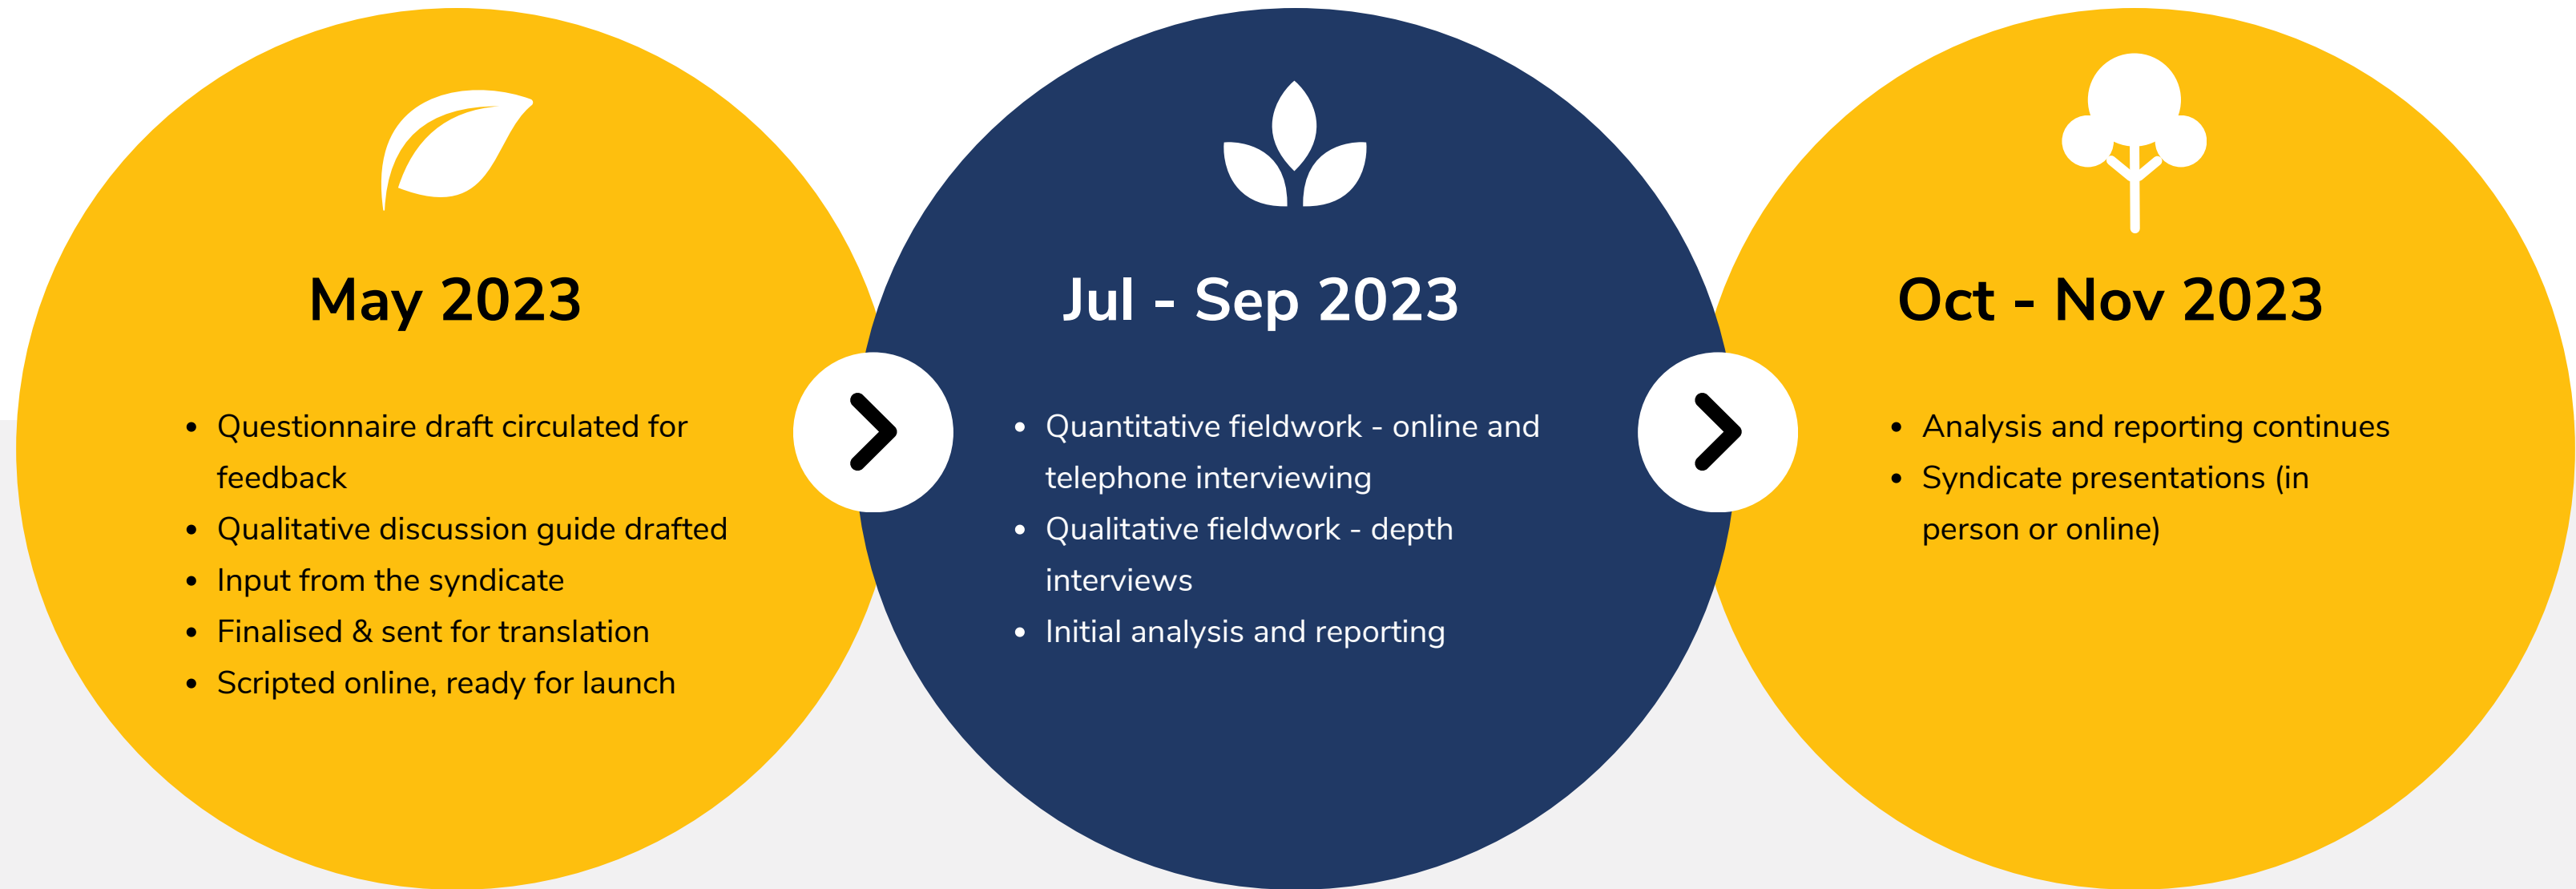 May 2023
• Questionnaire draft circulated for
feedback
• Qualitative discussion guide drafted
• Input from the syndicate
• Finalised & sent for translation
• Scripted online, ready for launch
Jul - Sep 2023
• Quantitative fieldwork - online and
telephone interviewing
• Qualitative fieldwork - depth
interviews
• Initial analysis and reporting
Oct - Nov 2023
• Analysis and reporting continues
• Syndicate presentations (in
person or online)